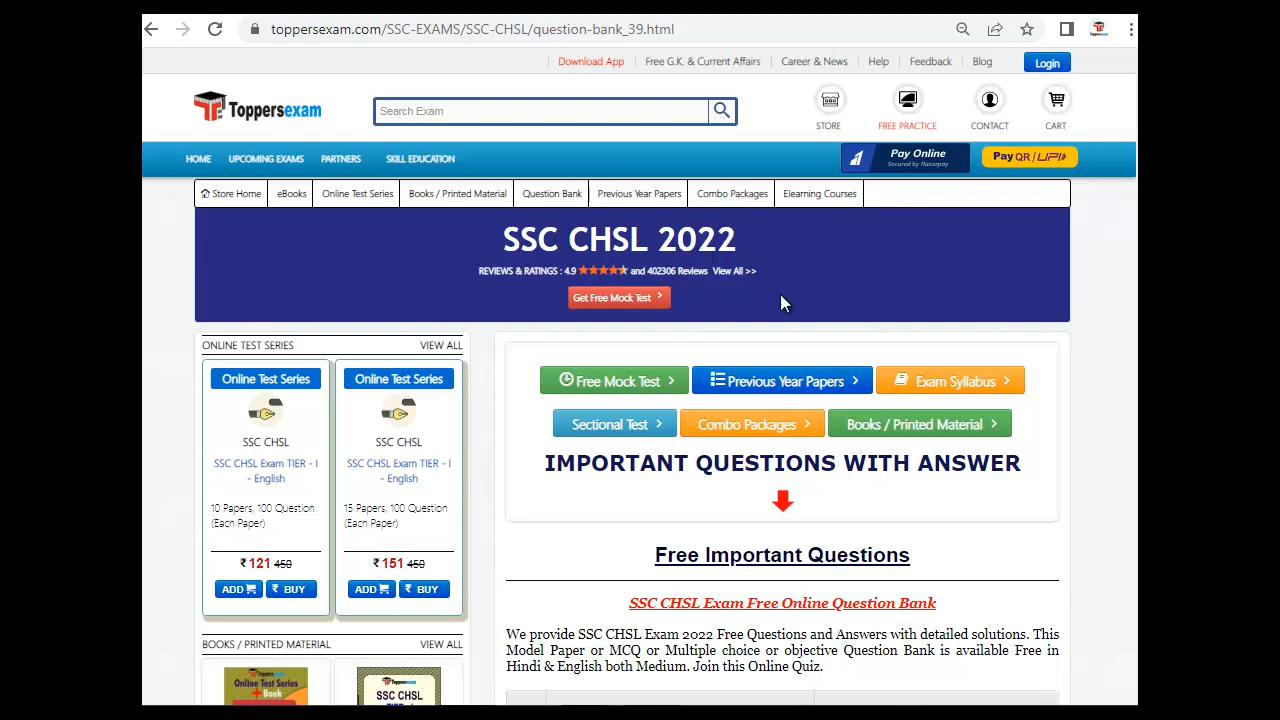 toppersexam.com/SSC-EXAMS/SSC-CHSL/question-bank_39.html
Download App
Free G.K. & Current Affairs
Career & News
Help
Feedback
Blog
Login
Toppersexam
Search Exam
STORE
FREE PRACTICE
CONTACT
CART
HOME
UPCOMING EXAMS
PARTNERS
SKILL EDUCATION
Pay Online
Secured by Razorpay
Pay QR / UPI
Store Home
eBooks
Online Test Series
Books / Printed Material
Question Bank
Previous Year Papers
Combo Packages
Elearning Courses
SSC CHSL 2022
REVIEWS & RATINGS : 4.9 ★★★★★ and 402306 Reviews View All >>
Get Free Mock Test
ONLINE TEST SERIES
VIEW ALL
Online Test Series
SSC CHSL
SSC CHSL Exam TIER - I
- English
10 Papers, 100 Question
(Each Paper)
₹ 121 450
ADD
₹ BUY
Online Test Series
SSC CHSL
SSC CHSL Exam TIER - I
- English
15 Papers, 100 Question
(Each Paper)
₹ 151 450
ADD
₹ BUY
BOOKS / PRINTED MATERIAL
VIEW ALL
Toppersexam
Online Test Series
+Book
Toppersexam
SSC CHSL
Free Mock Test
Previous Year Papers
Exam Syllabus
Sectional Test
Combo Packages
Books / Printed Material
IMPORTANT QUESTIONS WITH ANSWER
Free Important Questions
SSC CHSL Exam Free Online Question Bank
We provide SSC CHSL Exam 2022 Free Questions and Answers with detailed solutions. This
Model Paper or MCQ or Multiple choice or objective Question Bank is available Free in
Hindi & English both Medium. Join this Online Quiz.